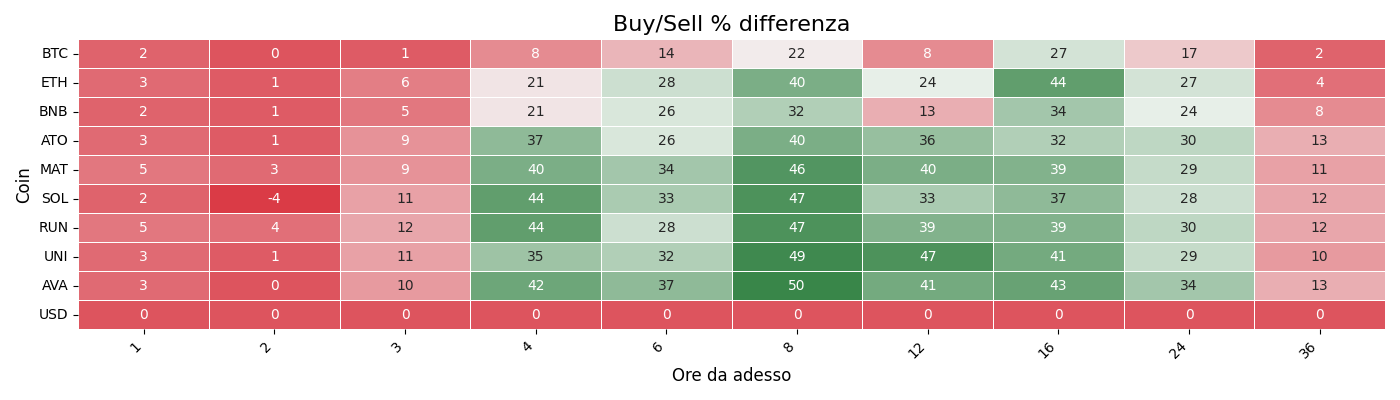 Buy/Sell % differenza
Coin
BTC 2 0 1 8 14 22 8 27 17 2
ETH 3 1 6 21 28 40 24 44 27 4
BNB 2 1 5 21 26 32 13 34 24 8
ATO 3 1 9 37 26 40 36 32 30 13
MAT 5 3 9 40 34 46 40 39 29 11
SOL 2 -4 11 44 33 47 33 37 28 12
RUN 5 4 12 44 28 47 39 39 30 12
UNI 3 1 11 35 32 49 47 41 29 10
AVA 3 0 10 42 37 50 41 43 34 13
USD 0 0 0 0 0 0 0 0 0 0
1 2 3 4 6 8 12 16 24 36
Ore da adesso